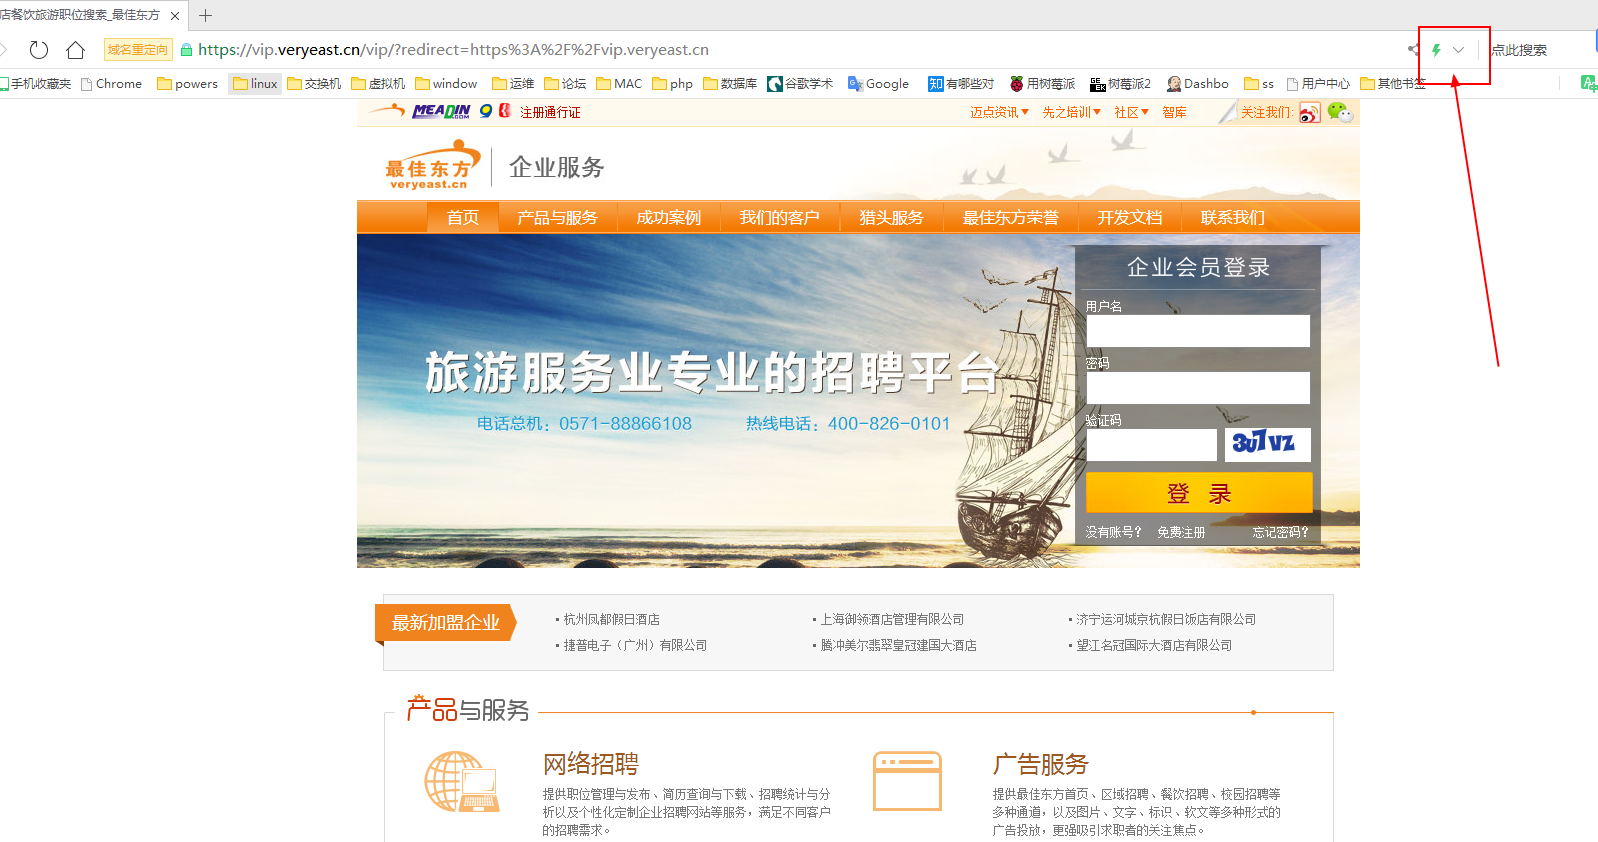 店餐饮旅游职位搜索_最佳东方
域名重定向 https://vip.veryeast.cn/vip/?redirect=https%3A%2F%2Fvip.veryeast.cn 点此搜索
手机收藏夹 Chrome powers linux 交换机 虚拟机 window 运维 论坛 MAC php 数据库 谷歌学术 Google 有哪些对 用树莓派 树莓派2 Dashbo ss 用户中心 其他书签
MEADIN .COM 注册通行证 迈点资讯 先之培训 社区 智库 关注我们:
最佳东方
veryeast.cn
企业服务
首页 产品与服务 成功案例 我们的客户 猎头服务 最佳东方荣誉 开发文档 联系我们
旅游服务业专业的招聘平台
电话总机：0571-88866108 热线电话：400-826-0101
企业会员登录
用户名
密码
验证码
3u7vz
登 录
没有账号? 免费注册 忘记密码?
最新加盟企业
杭州凤都假日酒店 上海御领酒店管理有限公司 济宁运河城京杭假日饭店有限公司
捷普电子（广州）有限公司 腾冲美尔翡翠皇冠建国大酒店 望江名冠国际大酒店有限公司
产品与服务
网络招聘
提供职位管理与发布、简历查询与下载、招聘统计与分
析以及个性化定制企业招聘网站等服务，满足不同客户
的招聘需求。
广告服务
提供最佳东方首页、区域招聘、餐饮招聘、校园招聘等
多种通道，以及图片、文字、标识、软文等多种形式的
广告投放，更强吸引求职者的关注焦点。